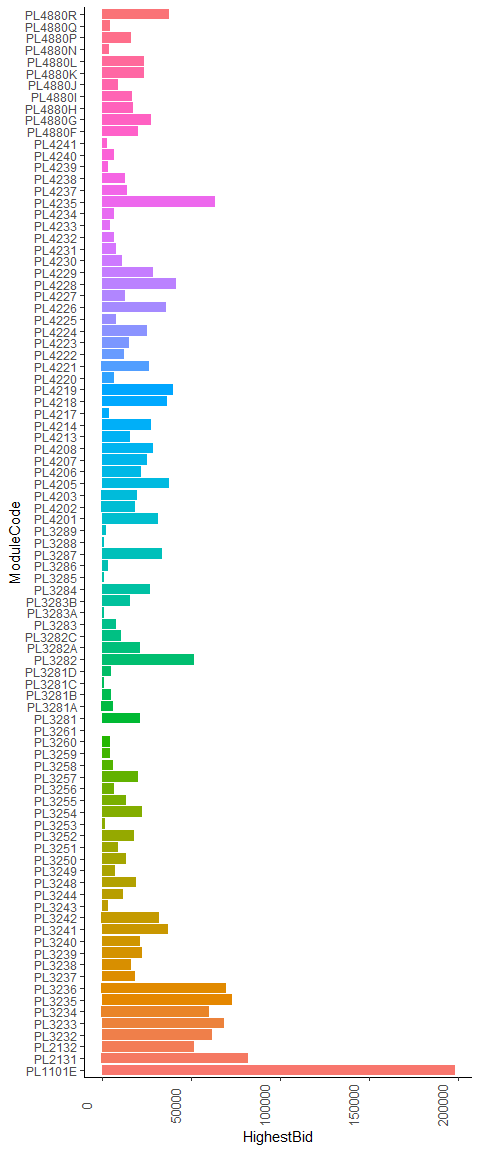 PL4880R
PL4880Q
PL4880P
PL4880N
PL4880L
PL4880K
PL4880J
PL4880I
PL4880H
PL4880G
PL4880F
PL4241
PL4240
PL4239
PL4238
PL4237
PL4235
PL4234
PL4233
PL4232
PL4231
PL4230
PL4229
PL4228
PL4227
PL4226
PL4225
PL4224
PL4223
PL4222
PL4221
PL4220
PL4219
PL4218
PL4217
PL4214
PL4213
PL4208
PL4207
PL4206
PL4205
PL4203
PL4202
PL4201
PL3289
PL3288
PL3287
PL3286
PL3285
PL3284
PL3283B
PL3283A
PL3283
PL3282C
PL3282A
PL3282
PL3281D
PL3281C
PL3281B
PL3281A
PL3281
PL3261
PL3260
PL3259
PL3258
PL3257
PL3256
PL3255
PL3254
PL3253
PL3252
PL3251
PL3250
PL3249
PL3248
PL3244
PL3243
PL3242
PL3241
PL3240
PL3239
PL3238
PL3237
PL3236
PL3235
PL3234
PL3233
PL3232
PL2132
PL2131
PL1101E
ModuleCode
0
50000
100000
150000
200000
HighestBid